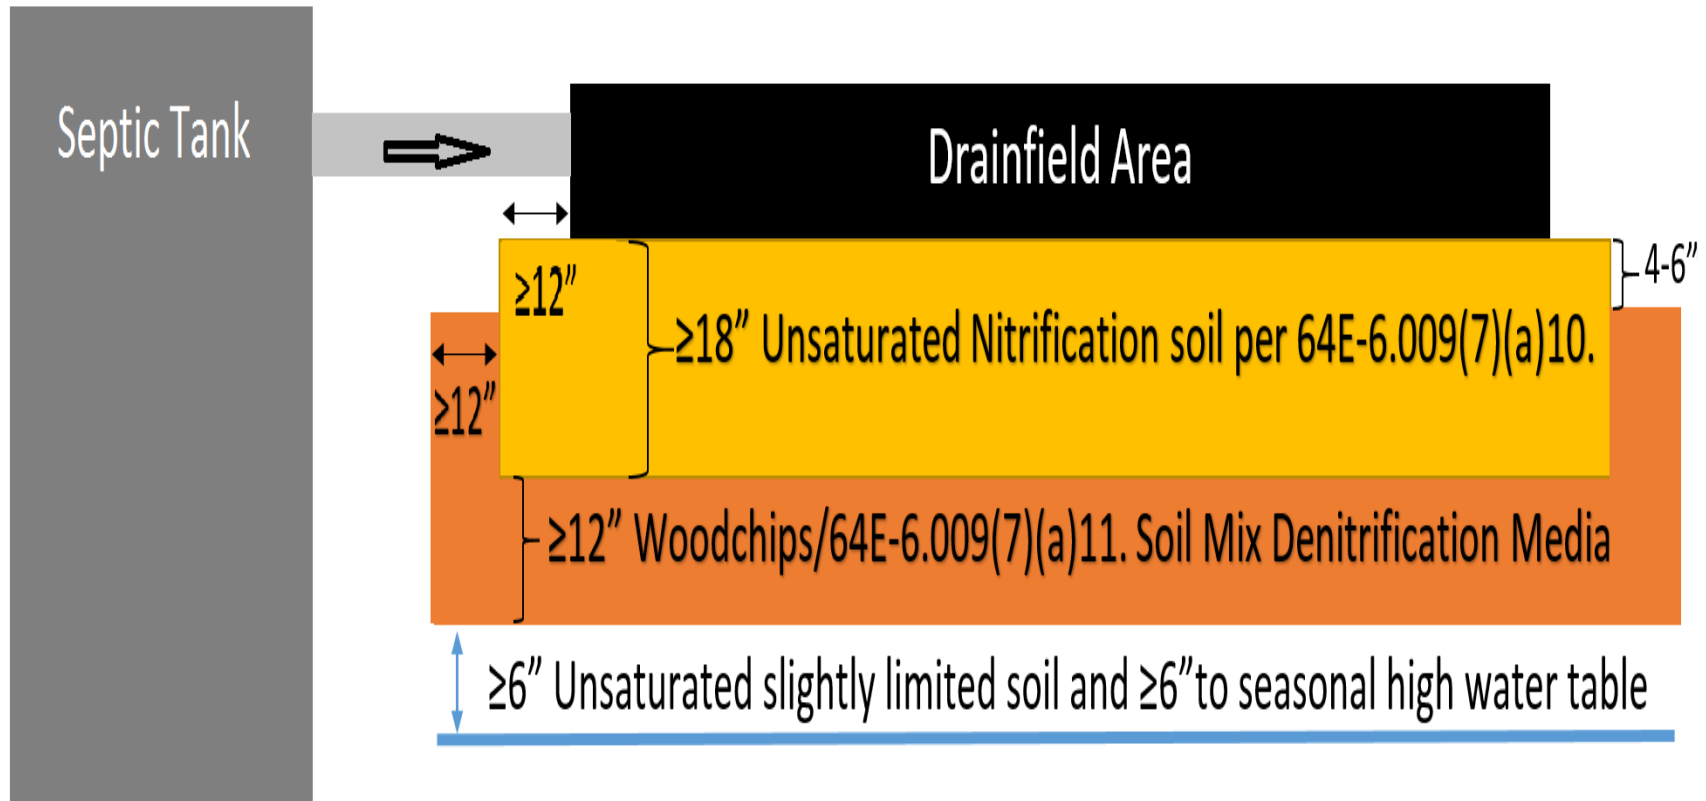 Septic Tank
Drainfield Area
4-6”
≥12”
≥18” Unsaturated Nitrification soil per 64E-6.009(7)(a)10.
≥12”
≥12” Woodchips/64E-6.009(7)(a)11. Soil Mix Denitrification Media
≥6” Unsaturated slightly limited soil and ≥6”to seasonal high water table